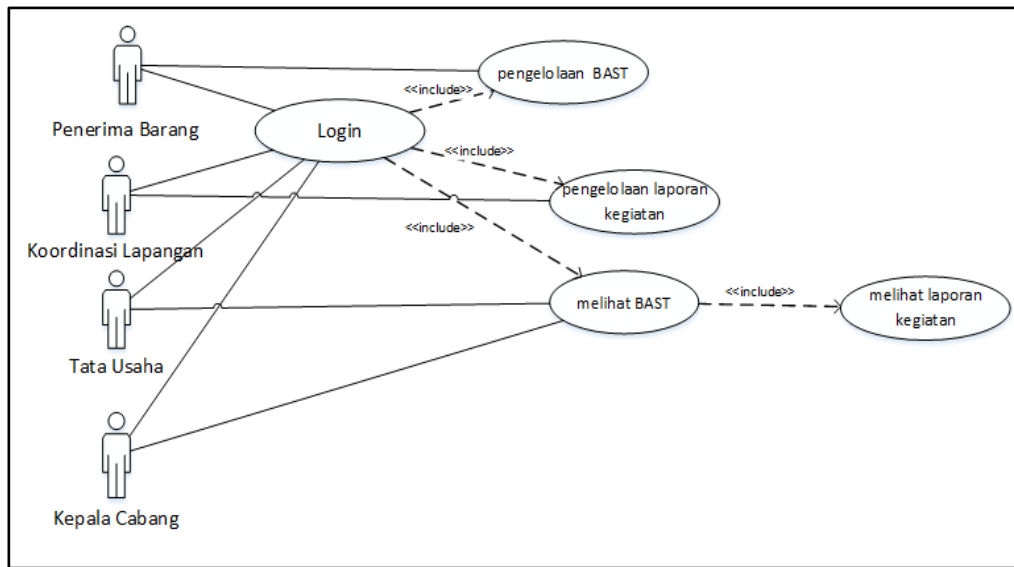 pengelolaan BAST
<<include>>
Penerima Barang
Login
<<include>>
pengelolaan laporan
kegiatan
<<include>>
Koordinasi Lapangan
melihat BAST
<<include>>
melihat laporan
kegiatan
Tata Usaha
Kepala Cabang